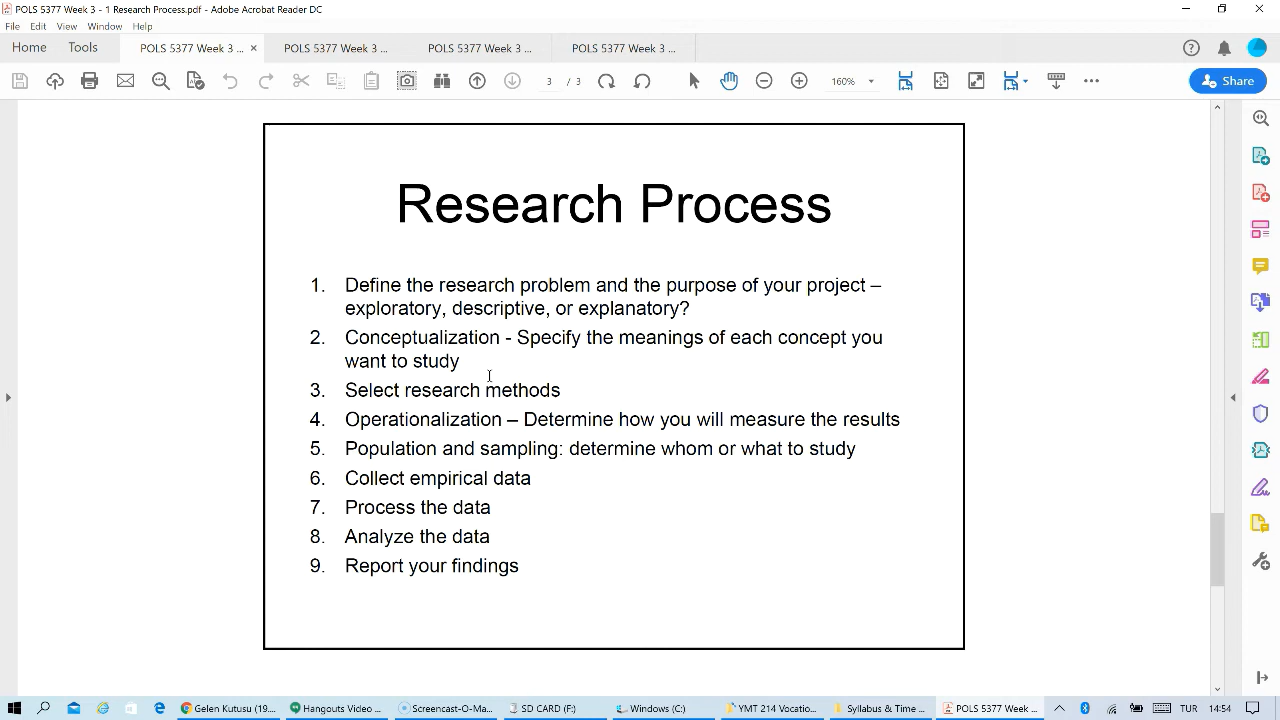 POLS 5377 Week 3 - 1 Research Process.pdf - Adobe Acrobat Reader DC
File Edit View Window Help
Home Tools POLS 5377 Week 3 ... × POLS 5377 Week 3 ... POLS 5377 Week 3 ... POLS 5377 Week 3 ...
3 / 3 160% Share
Research Process
1. Define the research problem and the purpose of your project –
exploratory, descriptive, or explanatory?
2. Conceptualization - Specify the meanings of each concept you
want to study
3. Select research methods
4. Operationalization – Determine how you will measure the results
5. Population and sampling: determine whom or what to study
6. Collect empirical data
7. Process the data
8. Analyze the data
9. Report your findings
Gelen Kutusu (19... Hangouts Video ... Screencast-O-Ma... SD CARD (F:) Windows (C:) YMT 214 Vocatio... Syllabus & Time ... POLS 5377 Week ... TUR 14:54